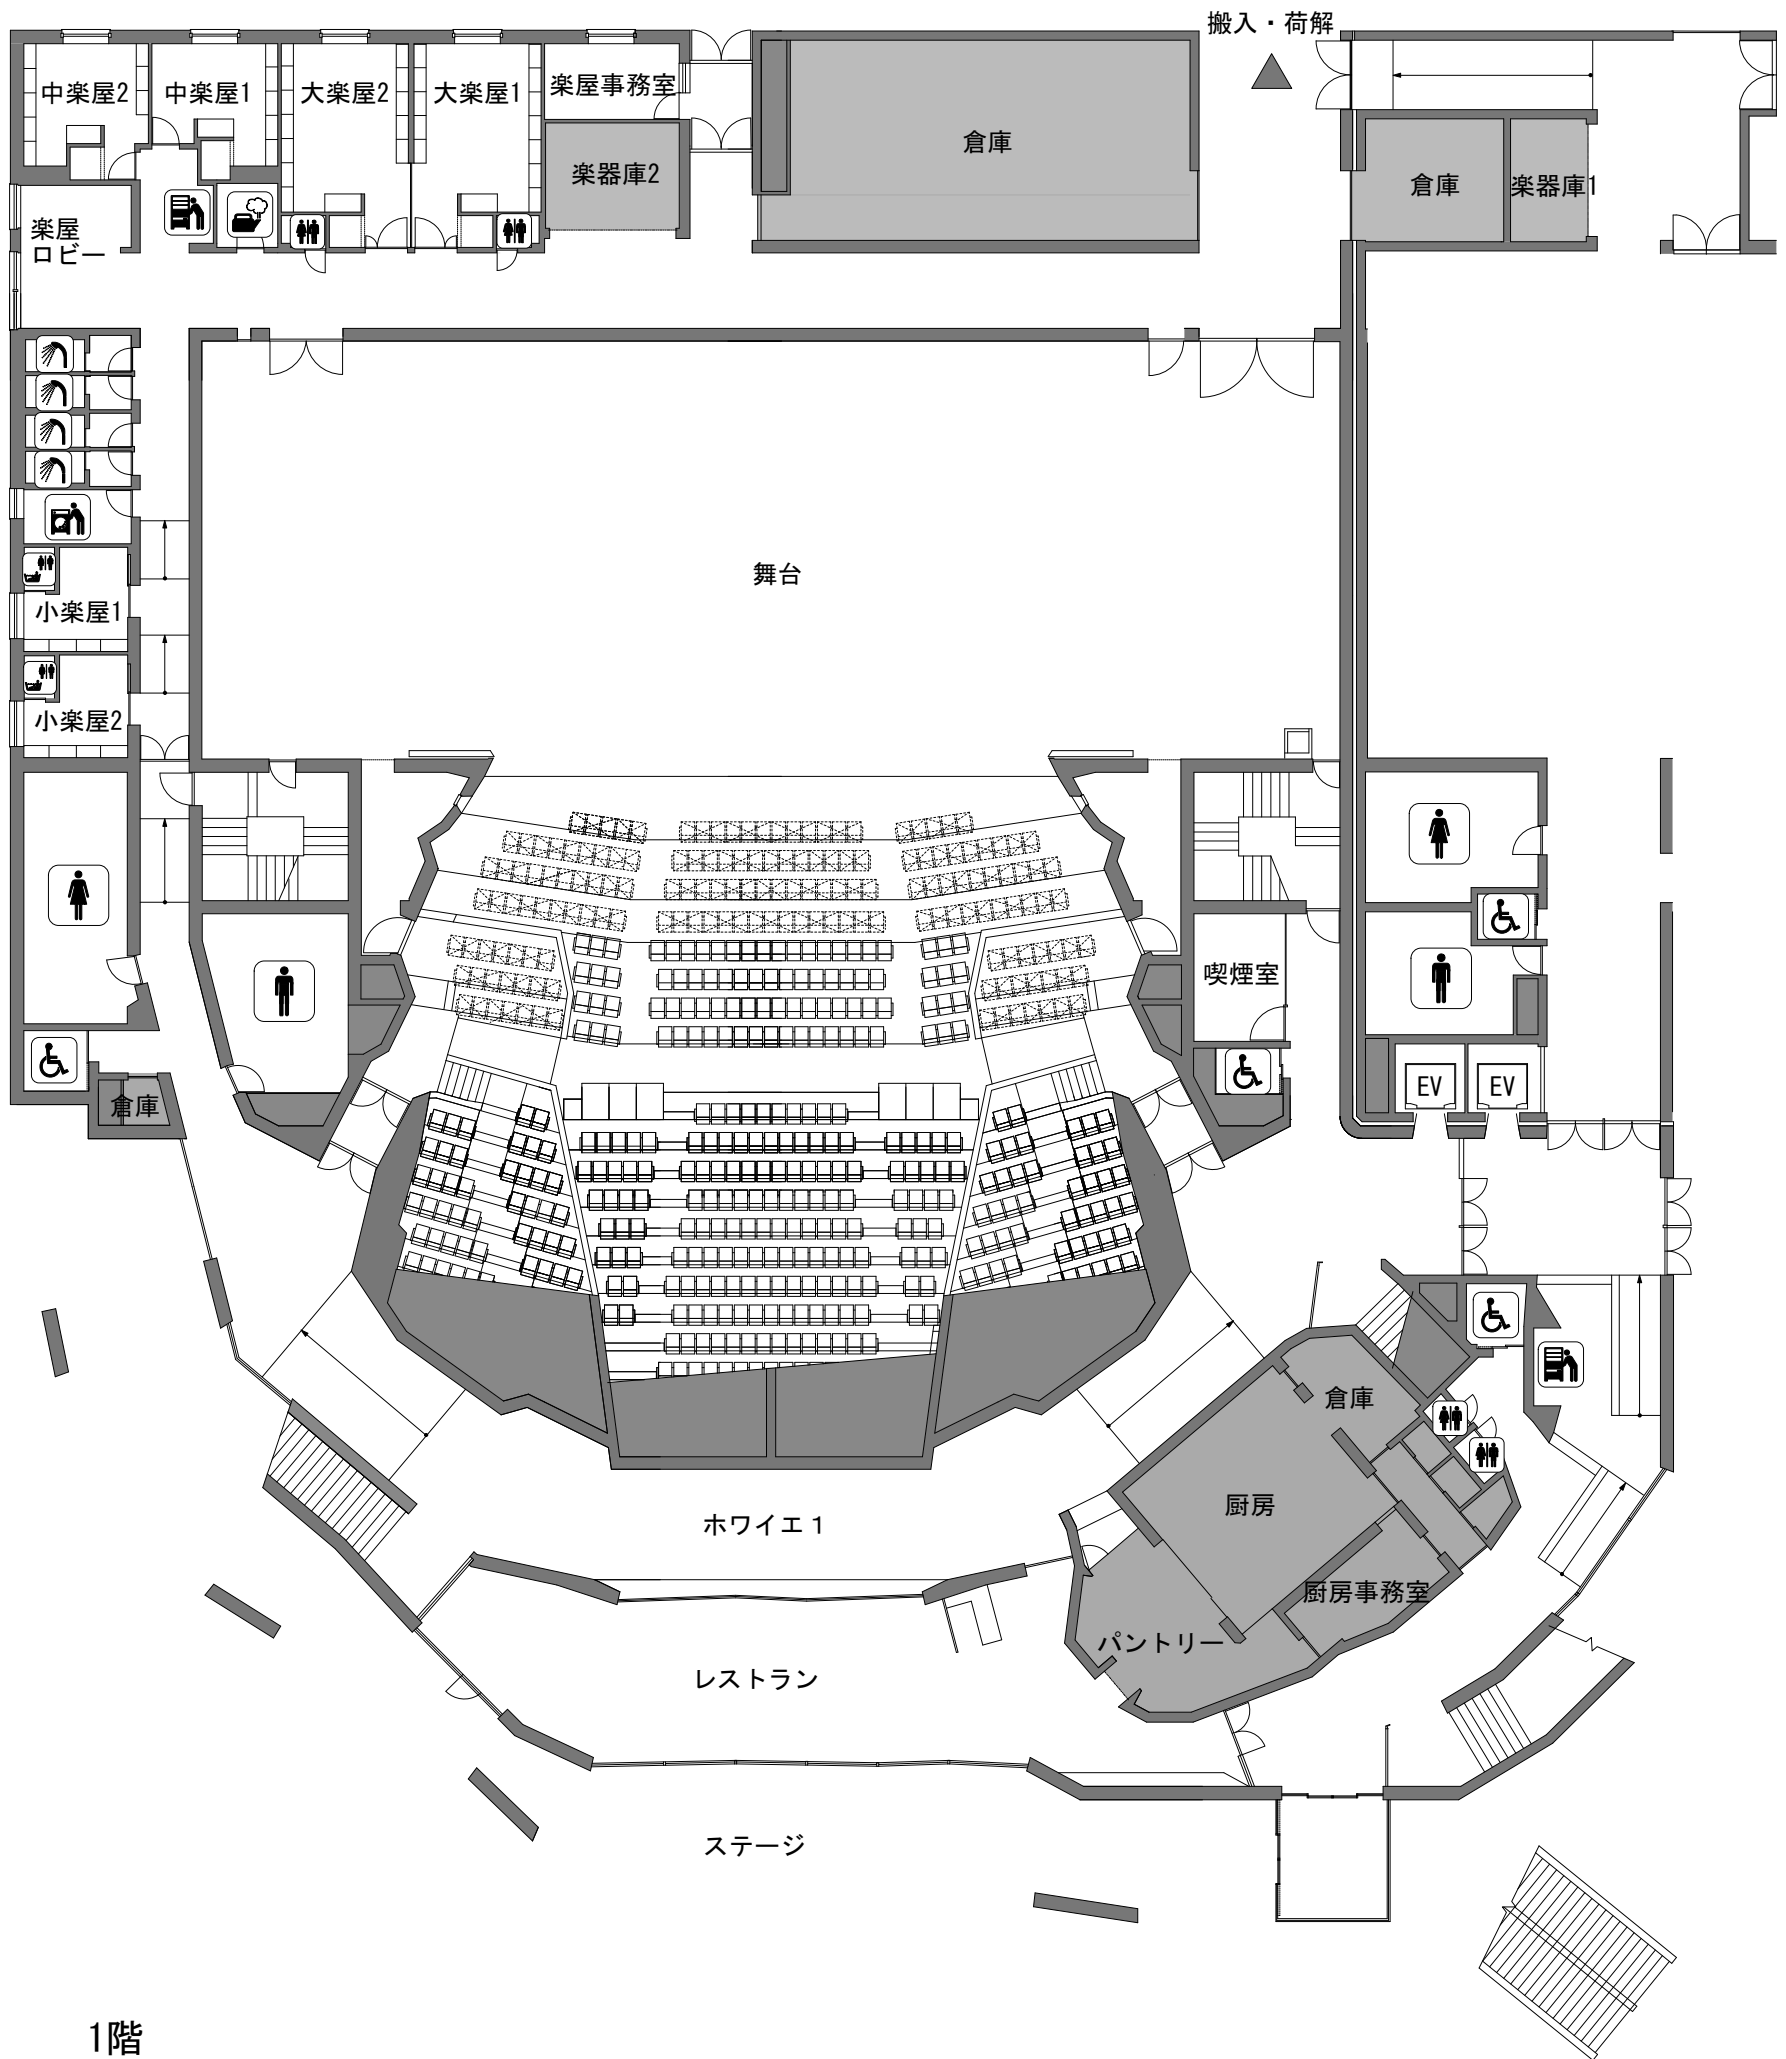 搬入・荷解
中楽屋2
中楽屋1
大楽屋2
大楽屋1
楽屋事務室
倉庫
楽器庫2
倉庫
楽器庫1
楽屋
ロビー
舞台
小楽屋1
小楽屋2
喫煙室
EV
EV
倉庫
倉庫
厨房
ホワイエ１
厨房事務室
パントリー
レストラン
ステージ
1階